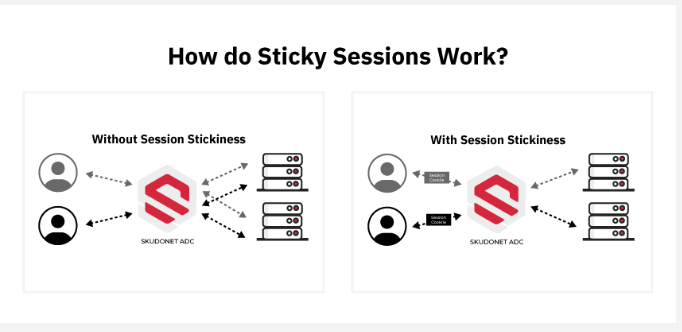 How do Sticky Sessions Work?
Without Session Stickiness
SKUDONET ADC
With Session Stickiness
Session
Cookie
Session
Cookie
SKUDONET ADC